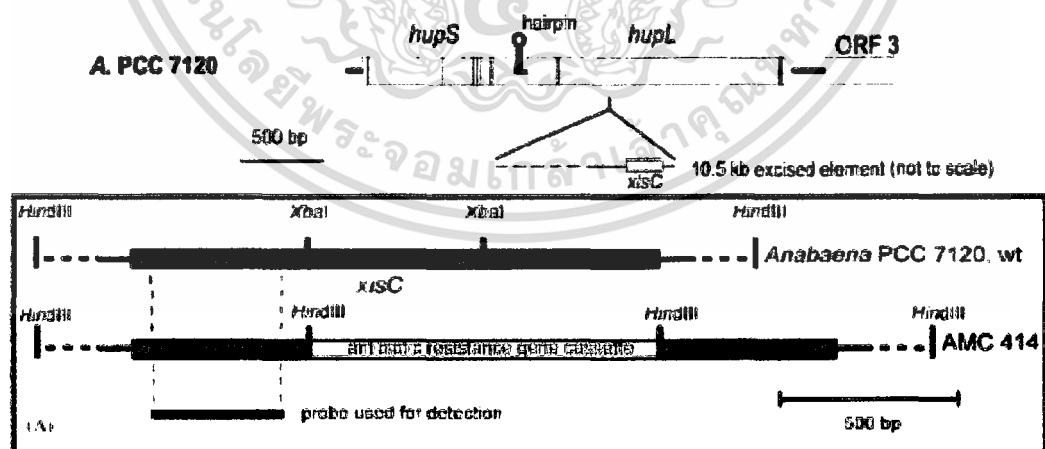 hupS hairpin hupL ORF 3
A. PCC 7120
500 bp
xisC 10.5 kb excised element (not to scale)
HindIII XbaI XbaI HindIII
Anabaena PCC 7120, wt
xisC
HindIII HindIII HindIII HindIII
resistance gene cassette AMC 414
probe used for detection
500 bp
(A)